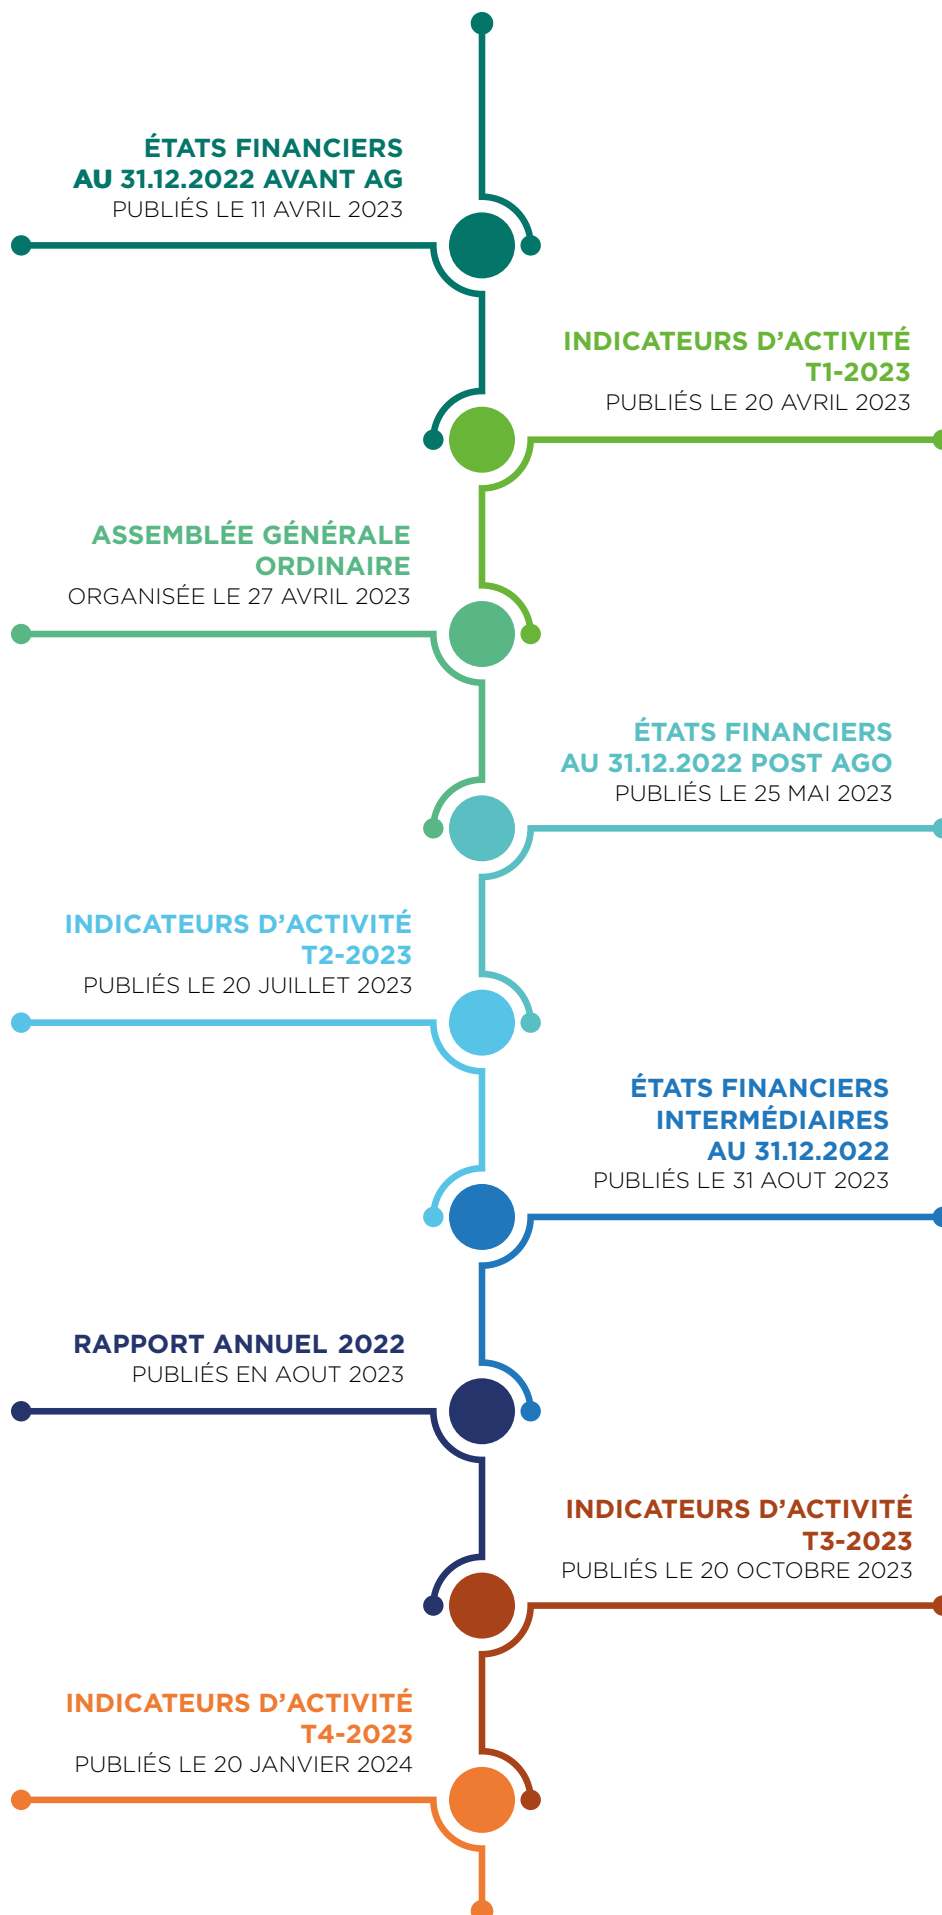 ÉTATS FINANCIERS
AU 31.12.2022 AVANT AG
PUBLIÉS LE 11 AVRIL 2023
INDICATEURS D’ACTIVITÉ
T1-2023
PUBLIÉS LE 20 AVRIL 2023
ASSEMBLÉE GÉNÉRALE
ORDINAIRE
ORGANISÉE LE 27 AVRIL 2023
ÉTATS FINANCIERS
AU 31.12.2022 POST AGO
PUBLIÉS LE 25 MAI 2023
INDICATEURS D’ACTIVITÉ
T2-2023
PUBLIÉS LE 20 JUILLET 2023
ÉTATS FINANCIERS
INTERMÉDIAIRES
AU 31.12.2022
PUBLIÉS LE 31 AOUT 2023
RAPPORT ANNUEL 2022
PUBLIÉS EN AOUT 2023
INDICATEURS D’ACTIVITÉ
T3-2023
PUBLIÉS LE 20 OCTOBRE 2023
INDICATEURS D’ACTIVITÉ
T4-2023
PUBLIÉS LE 20 JANVIER 2024